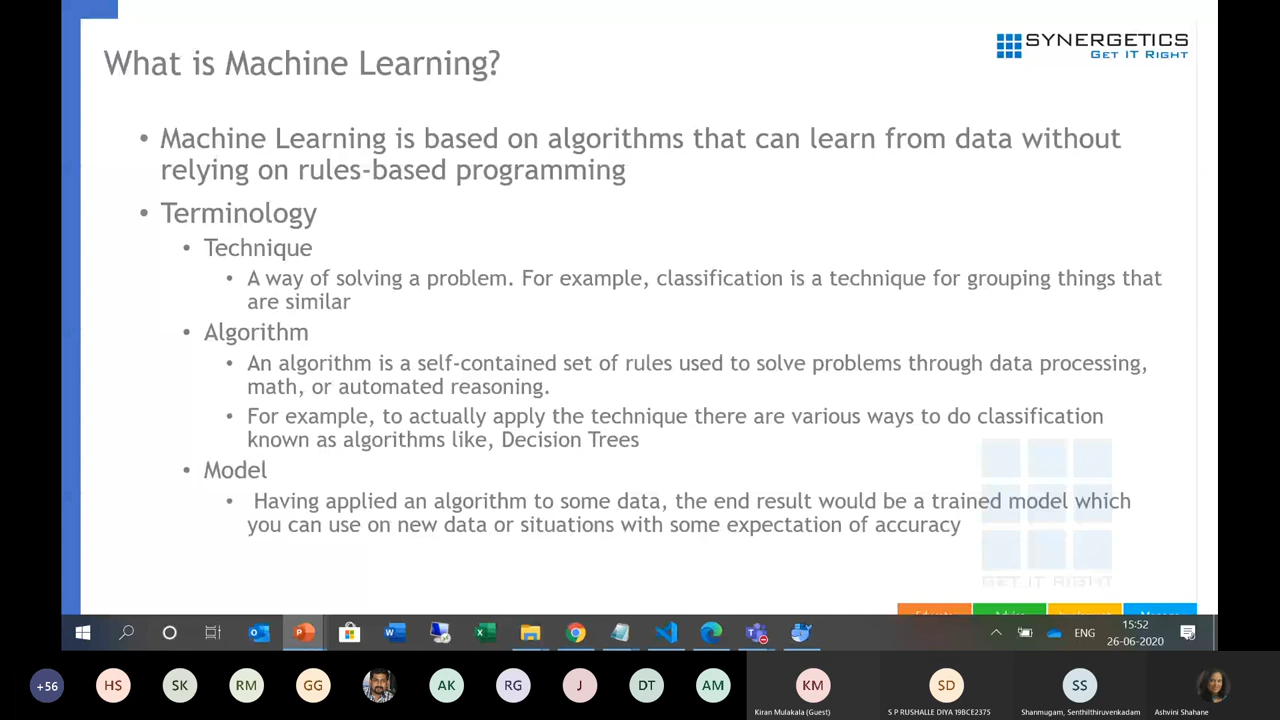 SYNERGETICS
GET IT RIGHT
What is Machine Learning?
• Machine Learning is based on algorithms that can learn from data without
relying on rules-based programming
• Terminology
• Technique
• A way of solving a problem. For example, classification is a technique for grouping things that
are similar
• Algorithm
• An algorithm is a self-contained set of rules used to solve problems through data processing,
math, or automated reasoning.
• For example, to actually apply the technique there are various ways to do classification
known as algorithms like, Decision Trees
• Model
• Having applied an algorithm to some data, the end result would be a trained model which
you can use on new data or situations with some expectation of accuracy
GET IT RIGHT
ENG
15:52
26-06-2020
+56
HS
SK
RM
GG
AK
RG
J
DT
AM
KM
SD
SS
Kiran Mulakala (Guest)
S P RUSHALLE DIYA 19BCE2375
Shanmugam, Senthilthiruvenkadam
Ashvini Shahane